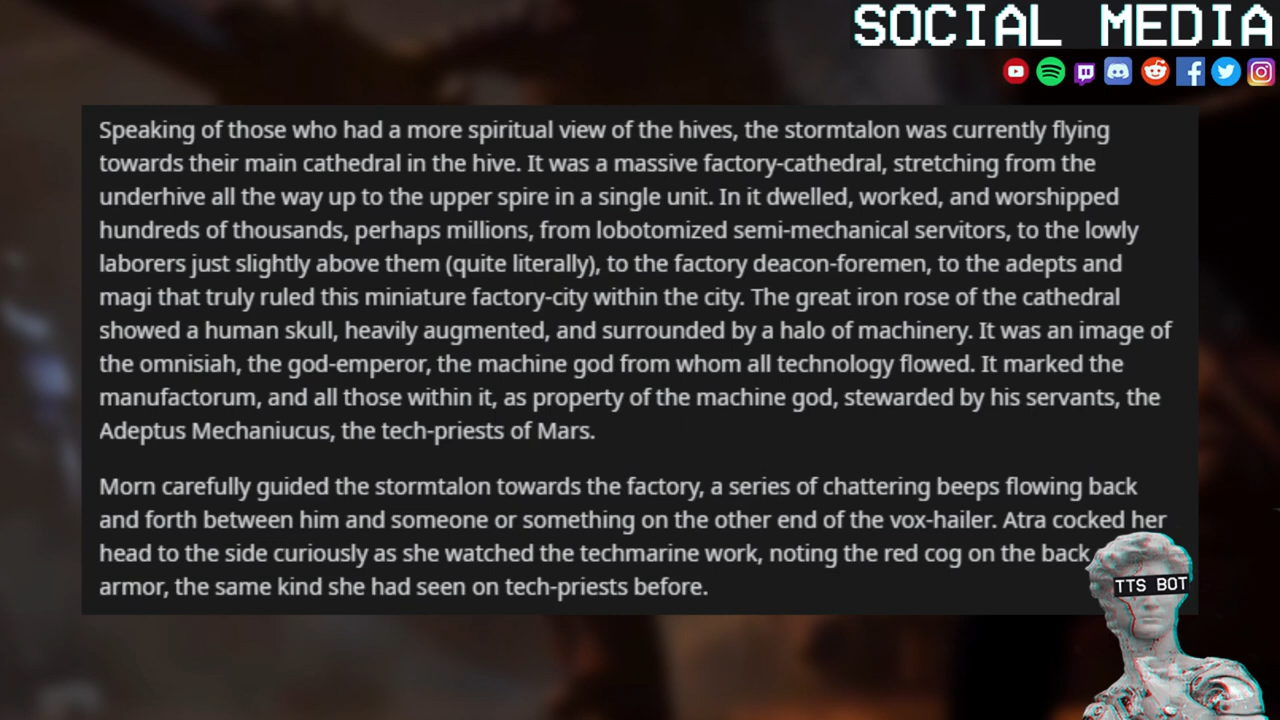 SOCIAL MEDIA
Speaking of those who had a more spiritual view of the hives, the stormtalon was currently flying
towards their main cathedral in the hive. It was a massive factory-cathedral, stretching from the
underhive all the way up to the upper spire in a single unit. In it dwelled, worked, and worshipped
hundreds of thousands, perhaps millions, from lobotomized semi-mechanical servitors, to the lowly
laborers just slightly above them (quite literally), to the factory deacon-foremen, to the adepts and
magi that truly ruled this miniature factory-city within the city. The great iron rose of the cathedral
showed a human skull, heavily augmented, and surrounded by a halo of machinery. It was an image of
the omnisiah, the god-emperor, the machine god from whom all technology flowed. It marked the
manufactorum, and all those within it, as property of the machine god, stewarded by his servants, the
Adeptus Mechaniucus, the tech-priests of Mars.
Morn carefully guided the stormtalon towards the factory, a series of chattering beeps flowing back
and forth between him and someone or something on the other end of the vox-hailer. Atra cocked her
head to the side curiously as she watched the techmarine work, noting the red cog on the back
armor, the same kind she had seen on tech-priests before.
TTS BOT